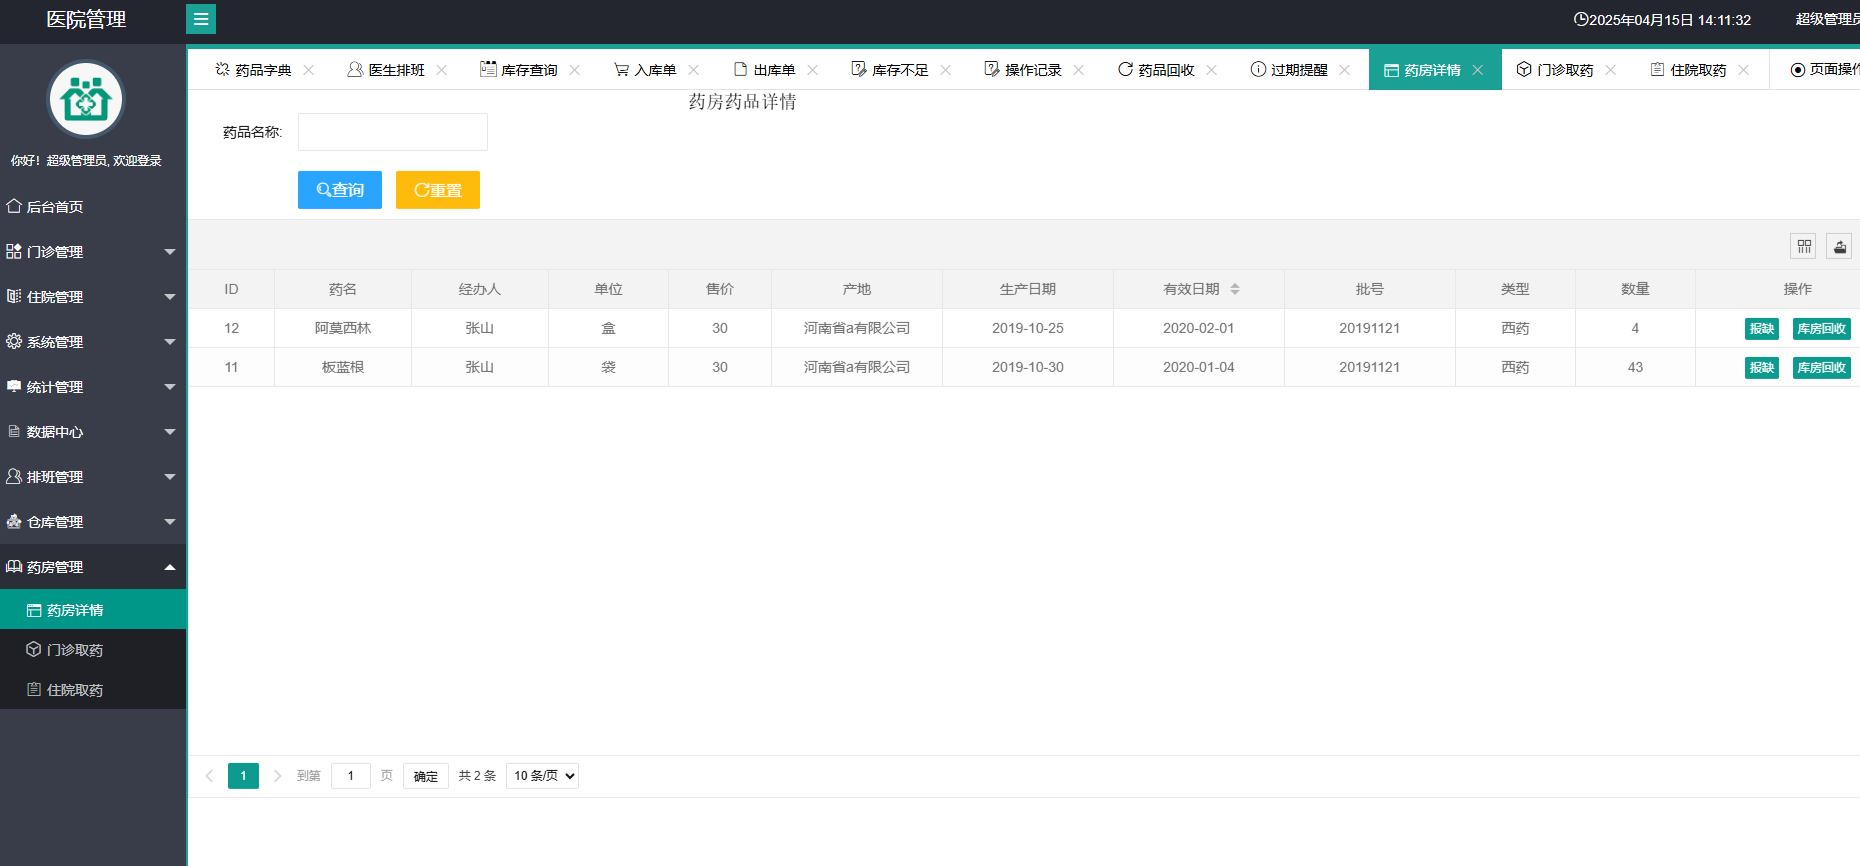 医院管理
2025年04月15日 14:11:32 超级管理员
你好！超级管理员, 欢迎登录
后台首页
门诊管理
住院管理
系统管理
统计管理
数据中心
排班管理
仓库管理
药房管理
药房详情
门诊取药
住院取药
药品字典 医生排班 库存查询 入库单 出库单 库存不足 操作记录 药品回收 过期提醒 药房详情 门诊取药 住院取药 页面操作
药房药品详情
药品名称:
查询 重置
ID 药名 经办人 单位 售价 产地 生产日期 有效日期 批号 类型 数量 操作
12 阿莫西林 张山 盒 30 河南省a有限公司 2019-10-25 2020-02-01 20191121 西药 4 报缺 库房回收
11 板蓝根 张山 袋 30 河南省a有限公司 2019-10-30 2020-01-04 20191121 西药 43 报缺 库房回收
1 到第 1 页 确定 共 2 条 10 条/页